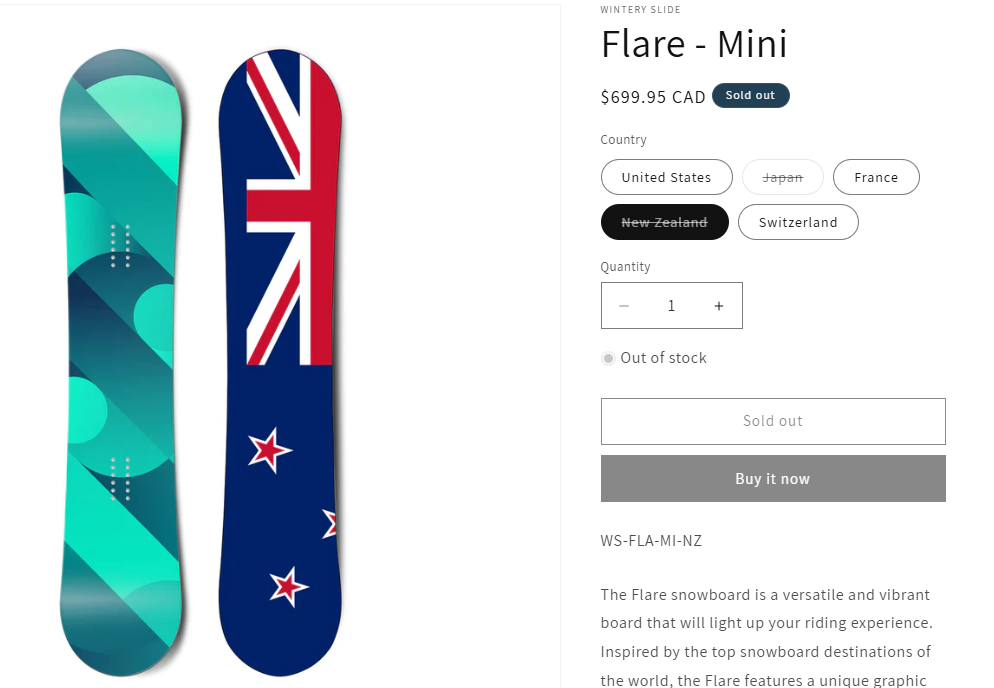 WINTERY SLIDE
Flare - Mini
$699.95 CAD Sold out
Country
United States Japan France
New Zealand Switzerland
Quantity
− 1 +
Out of stock
Sold out
Buy it now
WS-FLA-MI-NZ
The Flare snowboard is a versatile and vibrant
board that will light up your riding experience.
Inspired by the top snowboard destinations of
the world, the Flare features a unique graphic